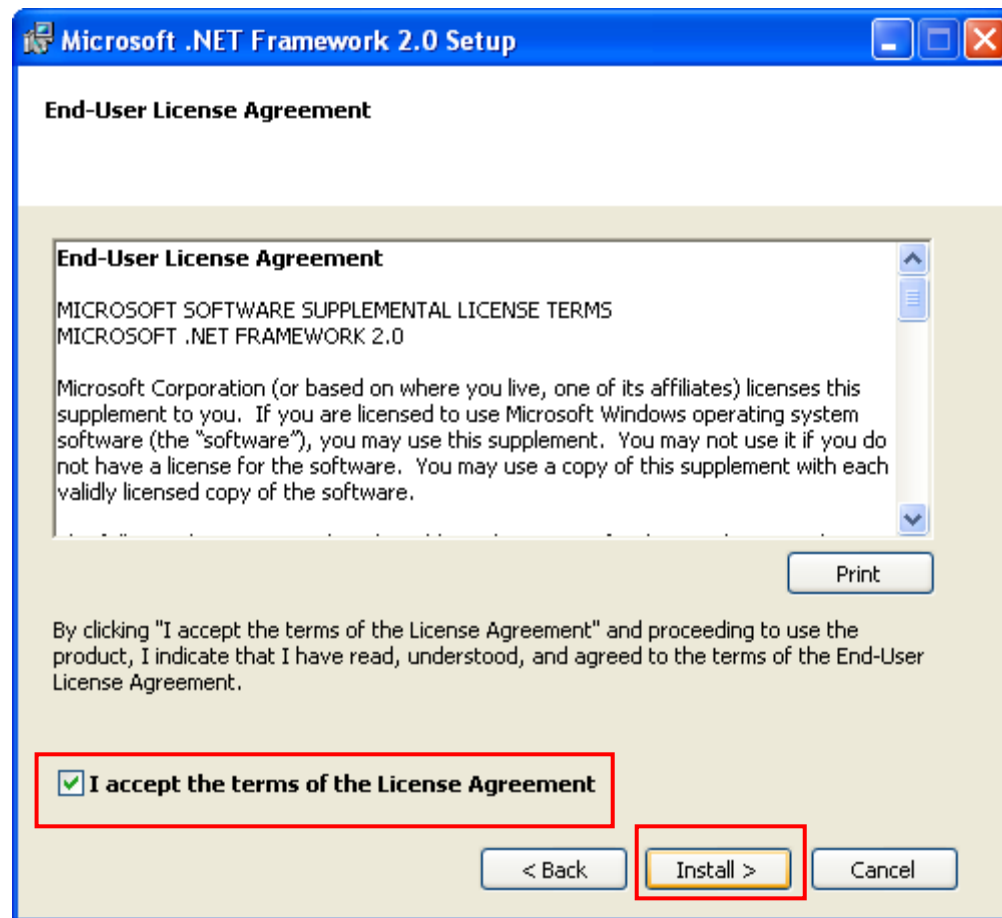 Microsoft .NET Framework 2.0 Setup
End-User License Agreement
End-User License Agreement
MICROSOFT SOFTWARE SUPPLEMENTAL LICENSE TERMS
MICROSOFT .NET FRAMEWORK 2.0
Microsoft Corporation (or based on where you live, one of its affiliates) licenses this
supplement to you.  If you are licensed to use Microsoft Windows operating system
software (the “software”), you may use this supplement.  You may not use it if you do
not have a license for the software.  You may use a copy of this supplement with each
validly licensed copy of the software.
Print
By clicking "I accept the terms of the License Agreement" and proceeding to use the
product, I indicate that I have read, understood, and agreed to the terms of the End-User
License Agreement.
I accept the terms of the License Agreement
< Back
Install >
Cancel